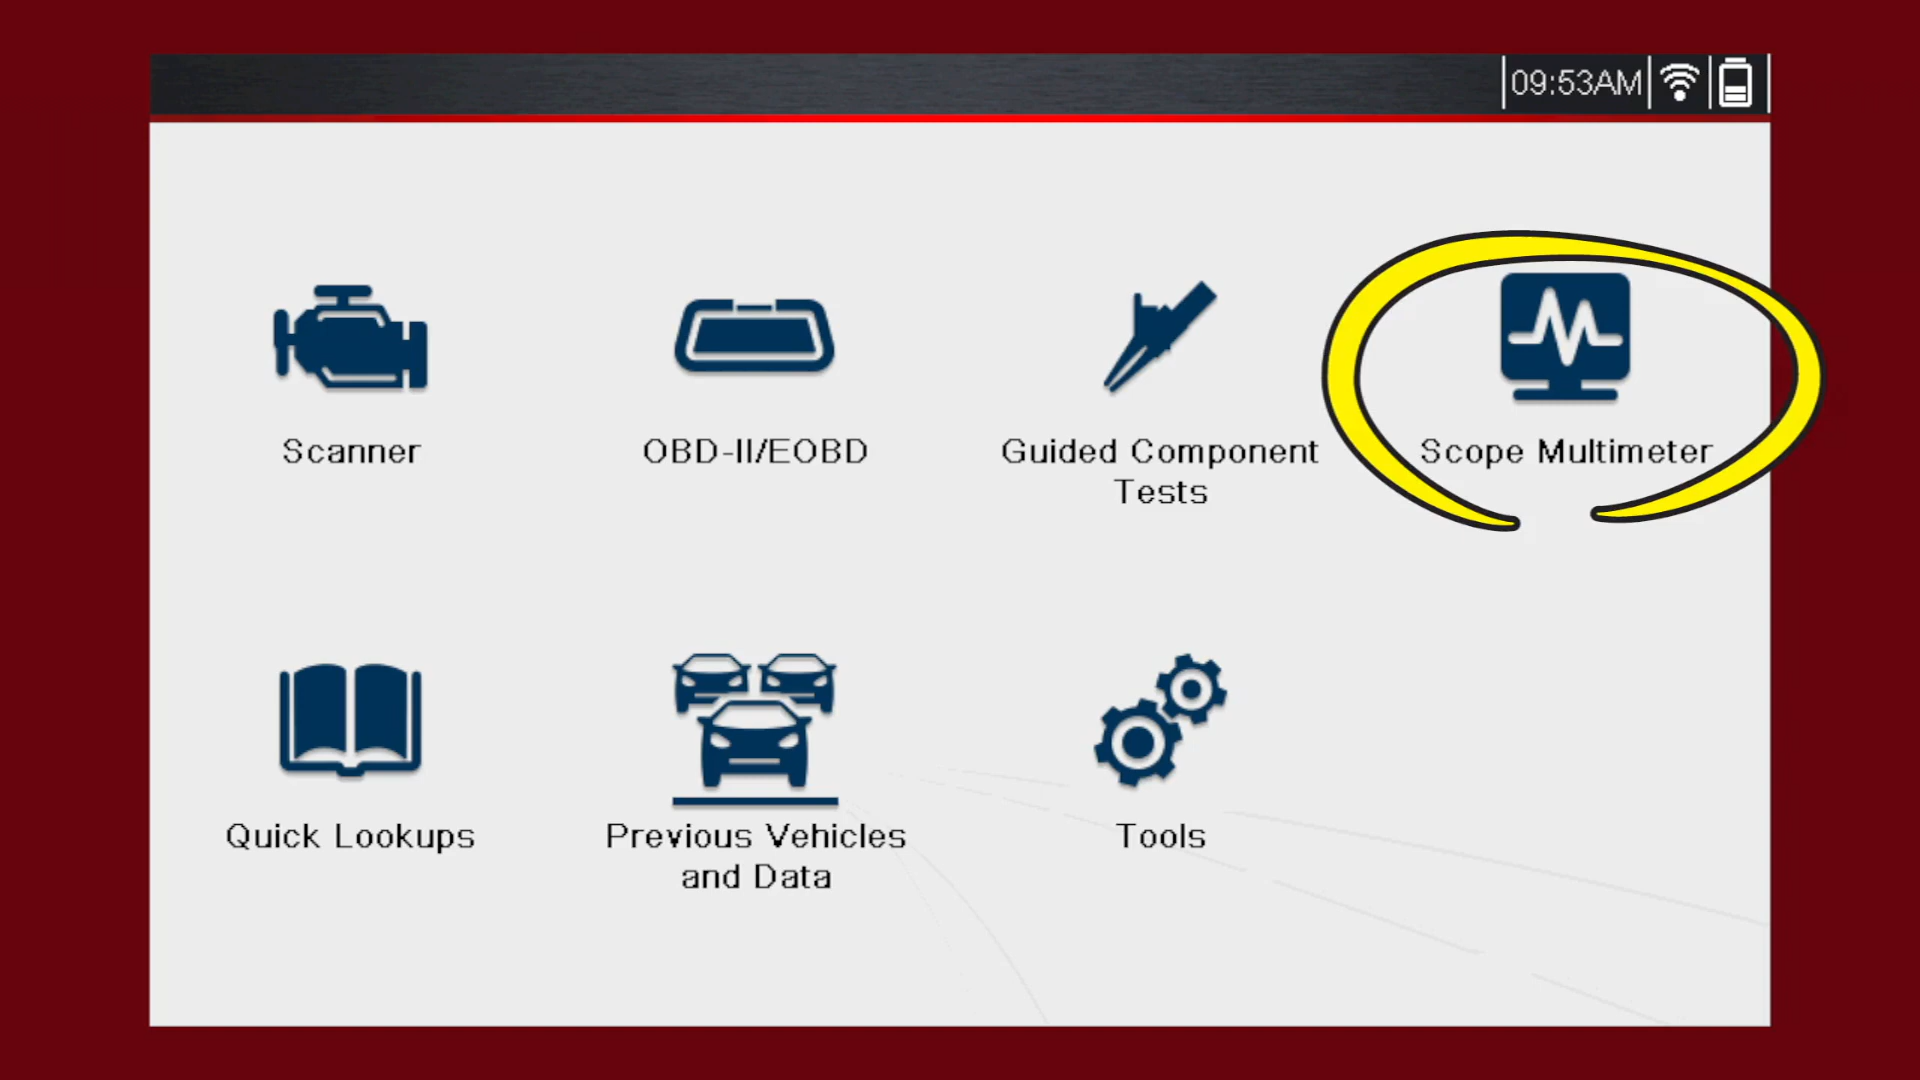 09:53AM
Scanner
OBD-II/EOBD
Guided Component
Tests
Scope Multimeter
Quick Lookups
Previous Vehicles
and Data
Tools